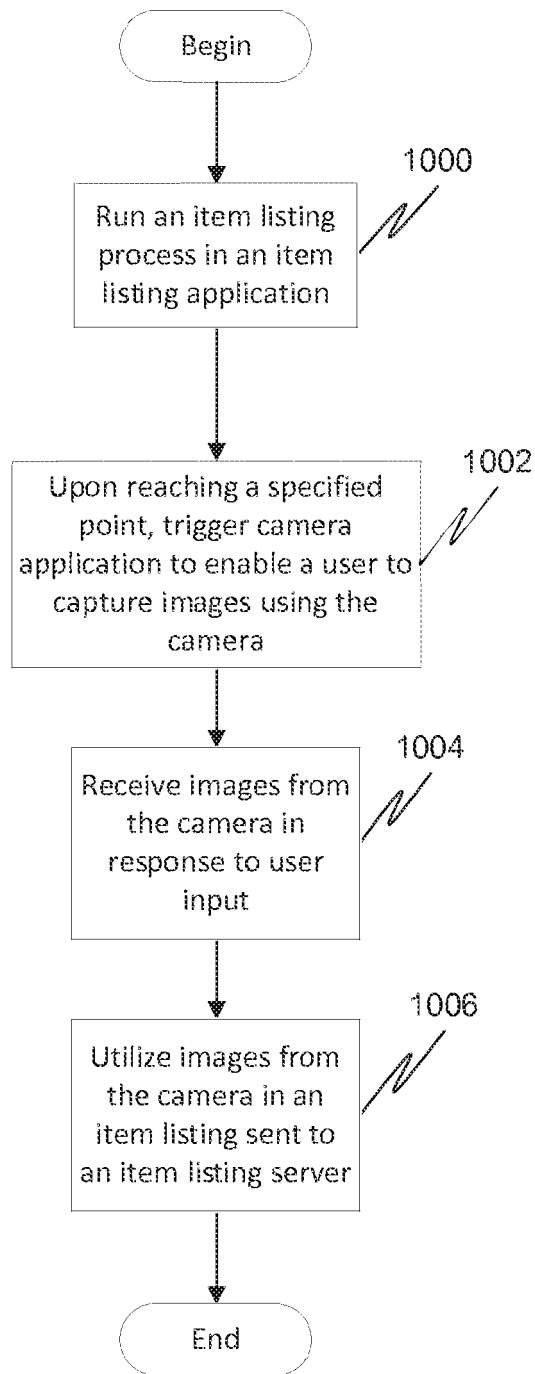 Begin
1000
Run an item listing
process in an item
listing application
1002
Upon reaching a specified
point, trigger camera
application to enable a user to
capture images using the
camera
1004
Receive images from
the camera in
response to user
input
1006
Utilize images from
the camera in an
item listing sent to
an item listing server
End